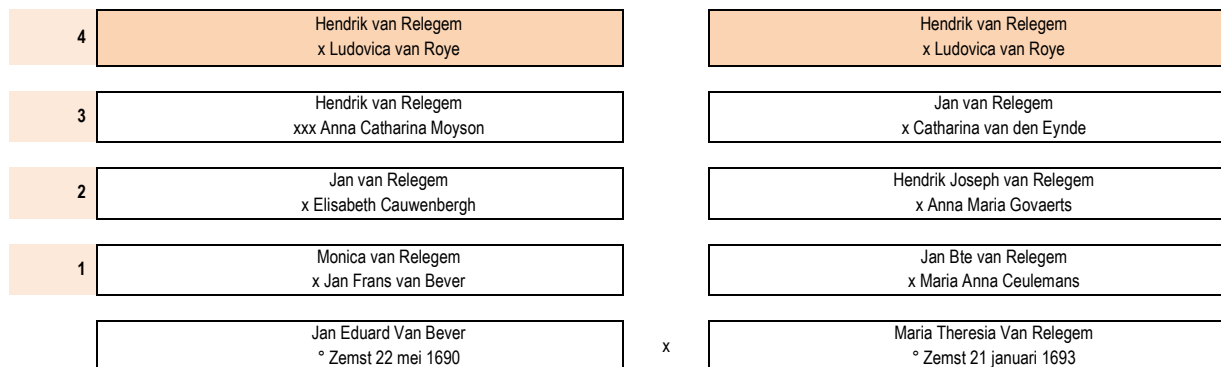 4
Hendrik van Relegem
x Ludovica van Roye
Hendrik van Relegem
x Ludovica van Roye
3
Hendrik van Relegem
xxx Anna Catharina Moyson
Jan van Relegem
x Catharina van den Eynde
2
Jan van Relegem
x Elisabeth Cauwenbergh
Hendrik Joseph van Relegem
x Anna Maria Govaerts
1
Monica van Relegem
x Jan Frans van Bever
Jan Bte van Relegem
x Maria Anna Ceulemans
Jan Eduard Van Bever
° Zemst 22 mei 1690
x
Maria Theresia Van Relegem
° Zemst 21 januari 1693